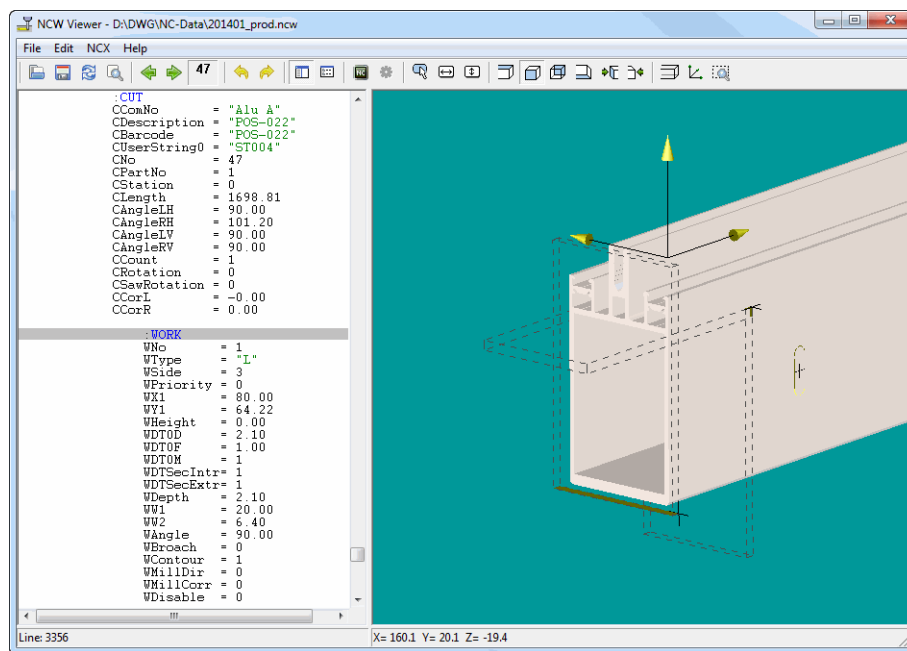 NCW Viewer - D:\DWG\NC-Data\201401_prod.ncw
File Edit NCX Help
47
:CUT
CComNo = "Alu A"
CDescription = "POS-022"
CBarcode = "POS-022"
CUserString0 = "ST004"
CNo = 47
CPartNo = 1
CStation = 0
CLength = 1698.81
CAngleLH = 90.00
CAngleRH = 101.20
CAngleLV = 90.00
CAngleRV = 90.00
CCount = 1
CRotation = 0
CSawRotation = 0
CCorL = -0.00
CCorR = 0.00
:WORK
WNo = 1
WType = "L"
WSide = 3
WPriority = 0
WX1 = 80.00
WY1 = 64.22
WHeight = 0.00
WDT0D = 2.10
WDT0F = 1.00
WDT0M = 1
WDTSecIntr= 1
WDTSecExtr= 1
WDepth = 2.10
WW1 = 20.00
WW2 = 6.40
WAngle = 90.00
WBroach = 0
WContour = 1
WMillDir = 0
WMillCorr = 0
WDisable = 0
Line: 3356
X= 160.1 Y= 20.1 Z= -19.4